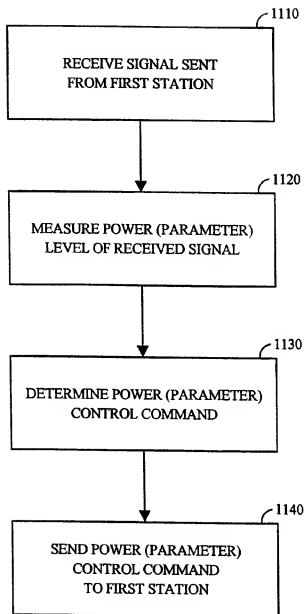 1110
RECEIVE SIGNAL SENT
FROM FIRST STATION
1120
MEASURE POWER (PARAMETER)
LEVEL OF RECEIVED SIGNAL
1130
DETERMINE POWER (PARAMETER)
CONTROL COMMAND
1140
SEND POWER (PARAMETER)
CONTROL COMMAND
TO FIRST STATION